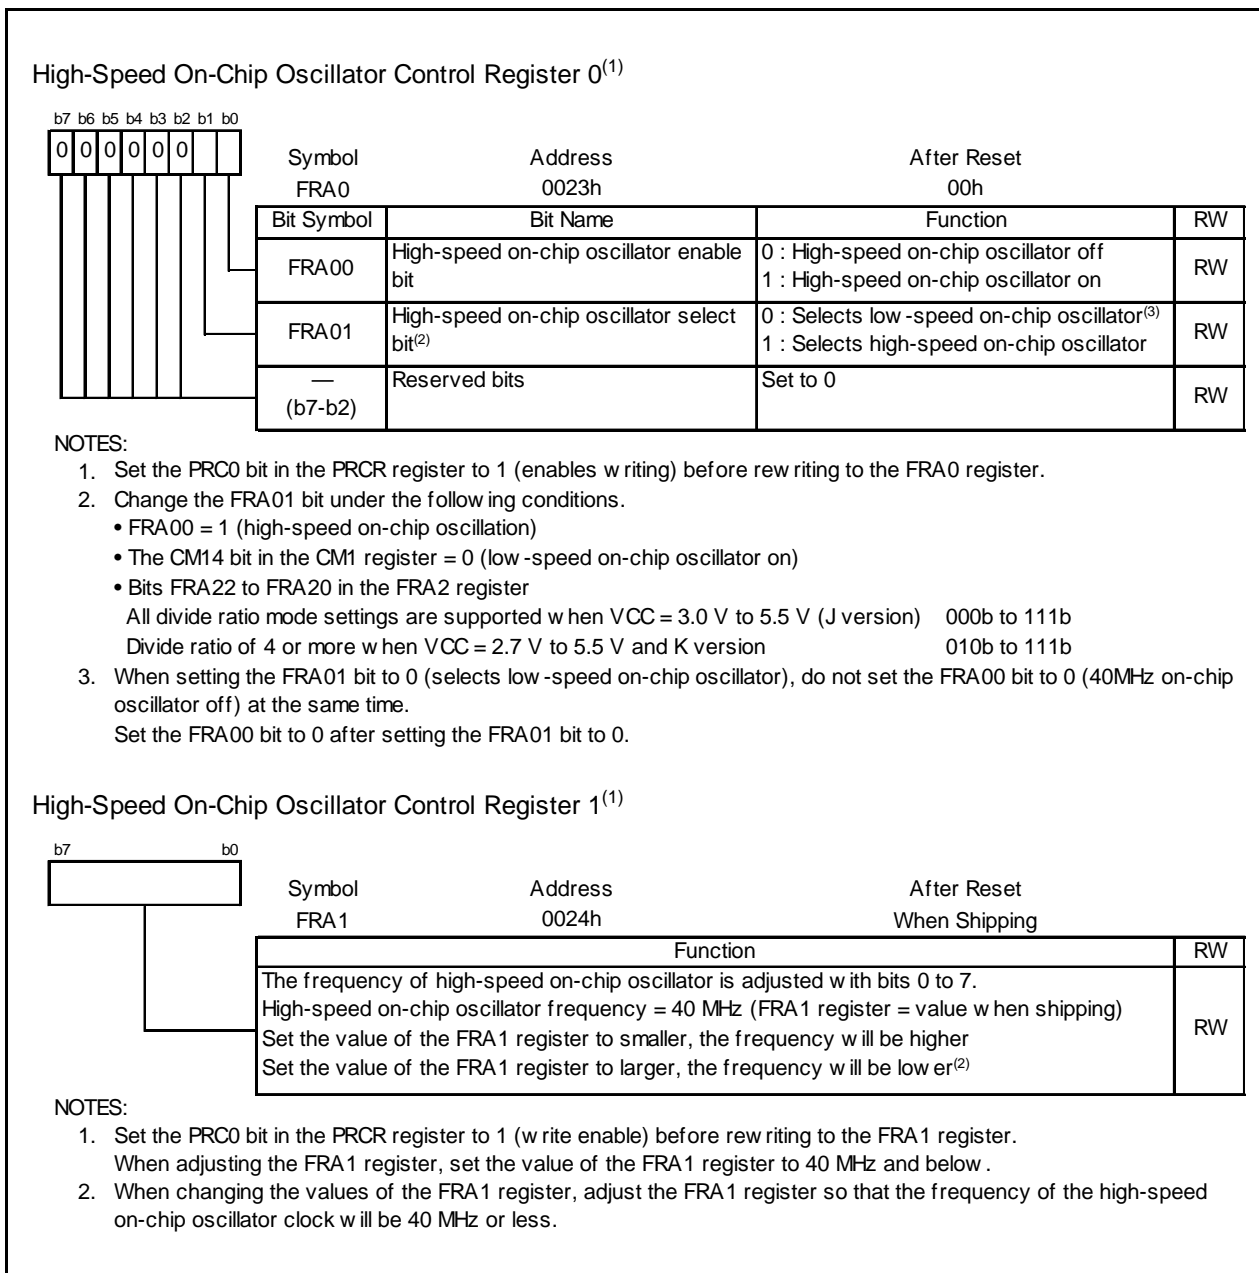 High-Speed On-Chip Oscillator Control Register 0(1)
b7 b6 b5 b4 b3 b2 b1 b0
0 0 0 0 0 0
Symbol Address After Reset
FRA0 0023h 00h
Bit Symbol Bit Name Function RW
FRA00 High-speed on-chip oscillator enable bit 0 : High-speed on-chip oscillator off
1 : High-speed on-chip oscillator on RW
FRA01 High-speed on-chip oscillator select bit(2) 0 : Selects low-speed on-chip oscillator(3)
1 : Selects high-speed on-chip oscillator RW
— (b7-b2) Reserved bits Set to 0 RW
NOTES:
1. Set the PRC0 bit in the PRCR register to 1 (enables writing) before rewriting to the FRA0 register.
2. Change the FRA01 bit under the following conditions.
• FRA00 = 1 (high-speed on-chip oscillation)
• The CM14 bit in the CM1 register = 0 (low-speed on-chip oscillator on)
• Bits FRA22 to FRA20 in the FRA2 register
All divide ratio mode settings are supported when VCC = 3.0 V to 5.5 V (J version) 000b to 111b
Divide ratio of 4 or more when VCC = 2.7 V to 5.5 V and K version 010b to 111b
3. When setting the FRA01 bit to 0 (selects low-speed on-chip oscillator), do not set the FRA00 bit to 0 (40MHz on-chip
oscillator off) at the same time.
Set the FRA00 bit to 0 after setting the FRA01 bit to 0.
High-Speed On-Chip Oscillator Control Register 1(1)
b7 b0
Symbol Address After Reset
FRA1 0024h When Shipping
Function RW
The frequency of high-speed on-chip oscillator is adjusted with bits 0 to 7.
High-speed on-chip oscillator frequency = 40 MHz (FRA1 register = value when shipping)
Set the value of the FRA1 register to smaller, the frequency will be higher
Set the value of the FRA1 register to larger, the frequency will be lower(2)
RW
NOTES:
1. Set the PRC0 bit in the PRCR register to 1 (write enable) before rewriting to the FRA1 register.
When adjusting the FRA1 register, set the value of the FRA1 register to 40 MHz and below.
2. When changing the values of the FRA1 register, adjust the FRA1 register so that the frequency of the high-speed
on-chip oscillator clock will be 40 MHz or less.